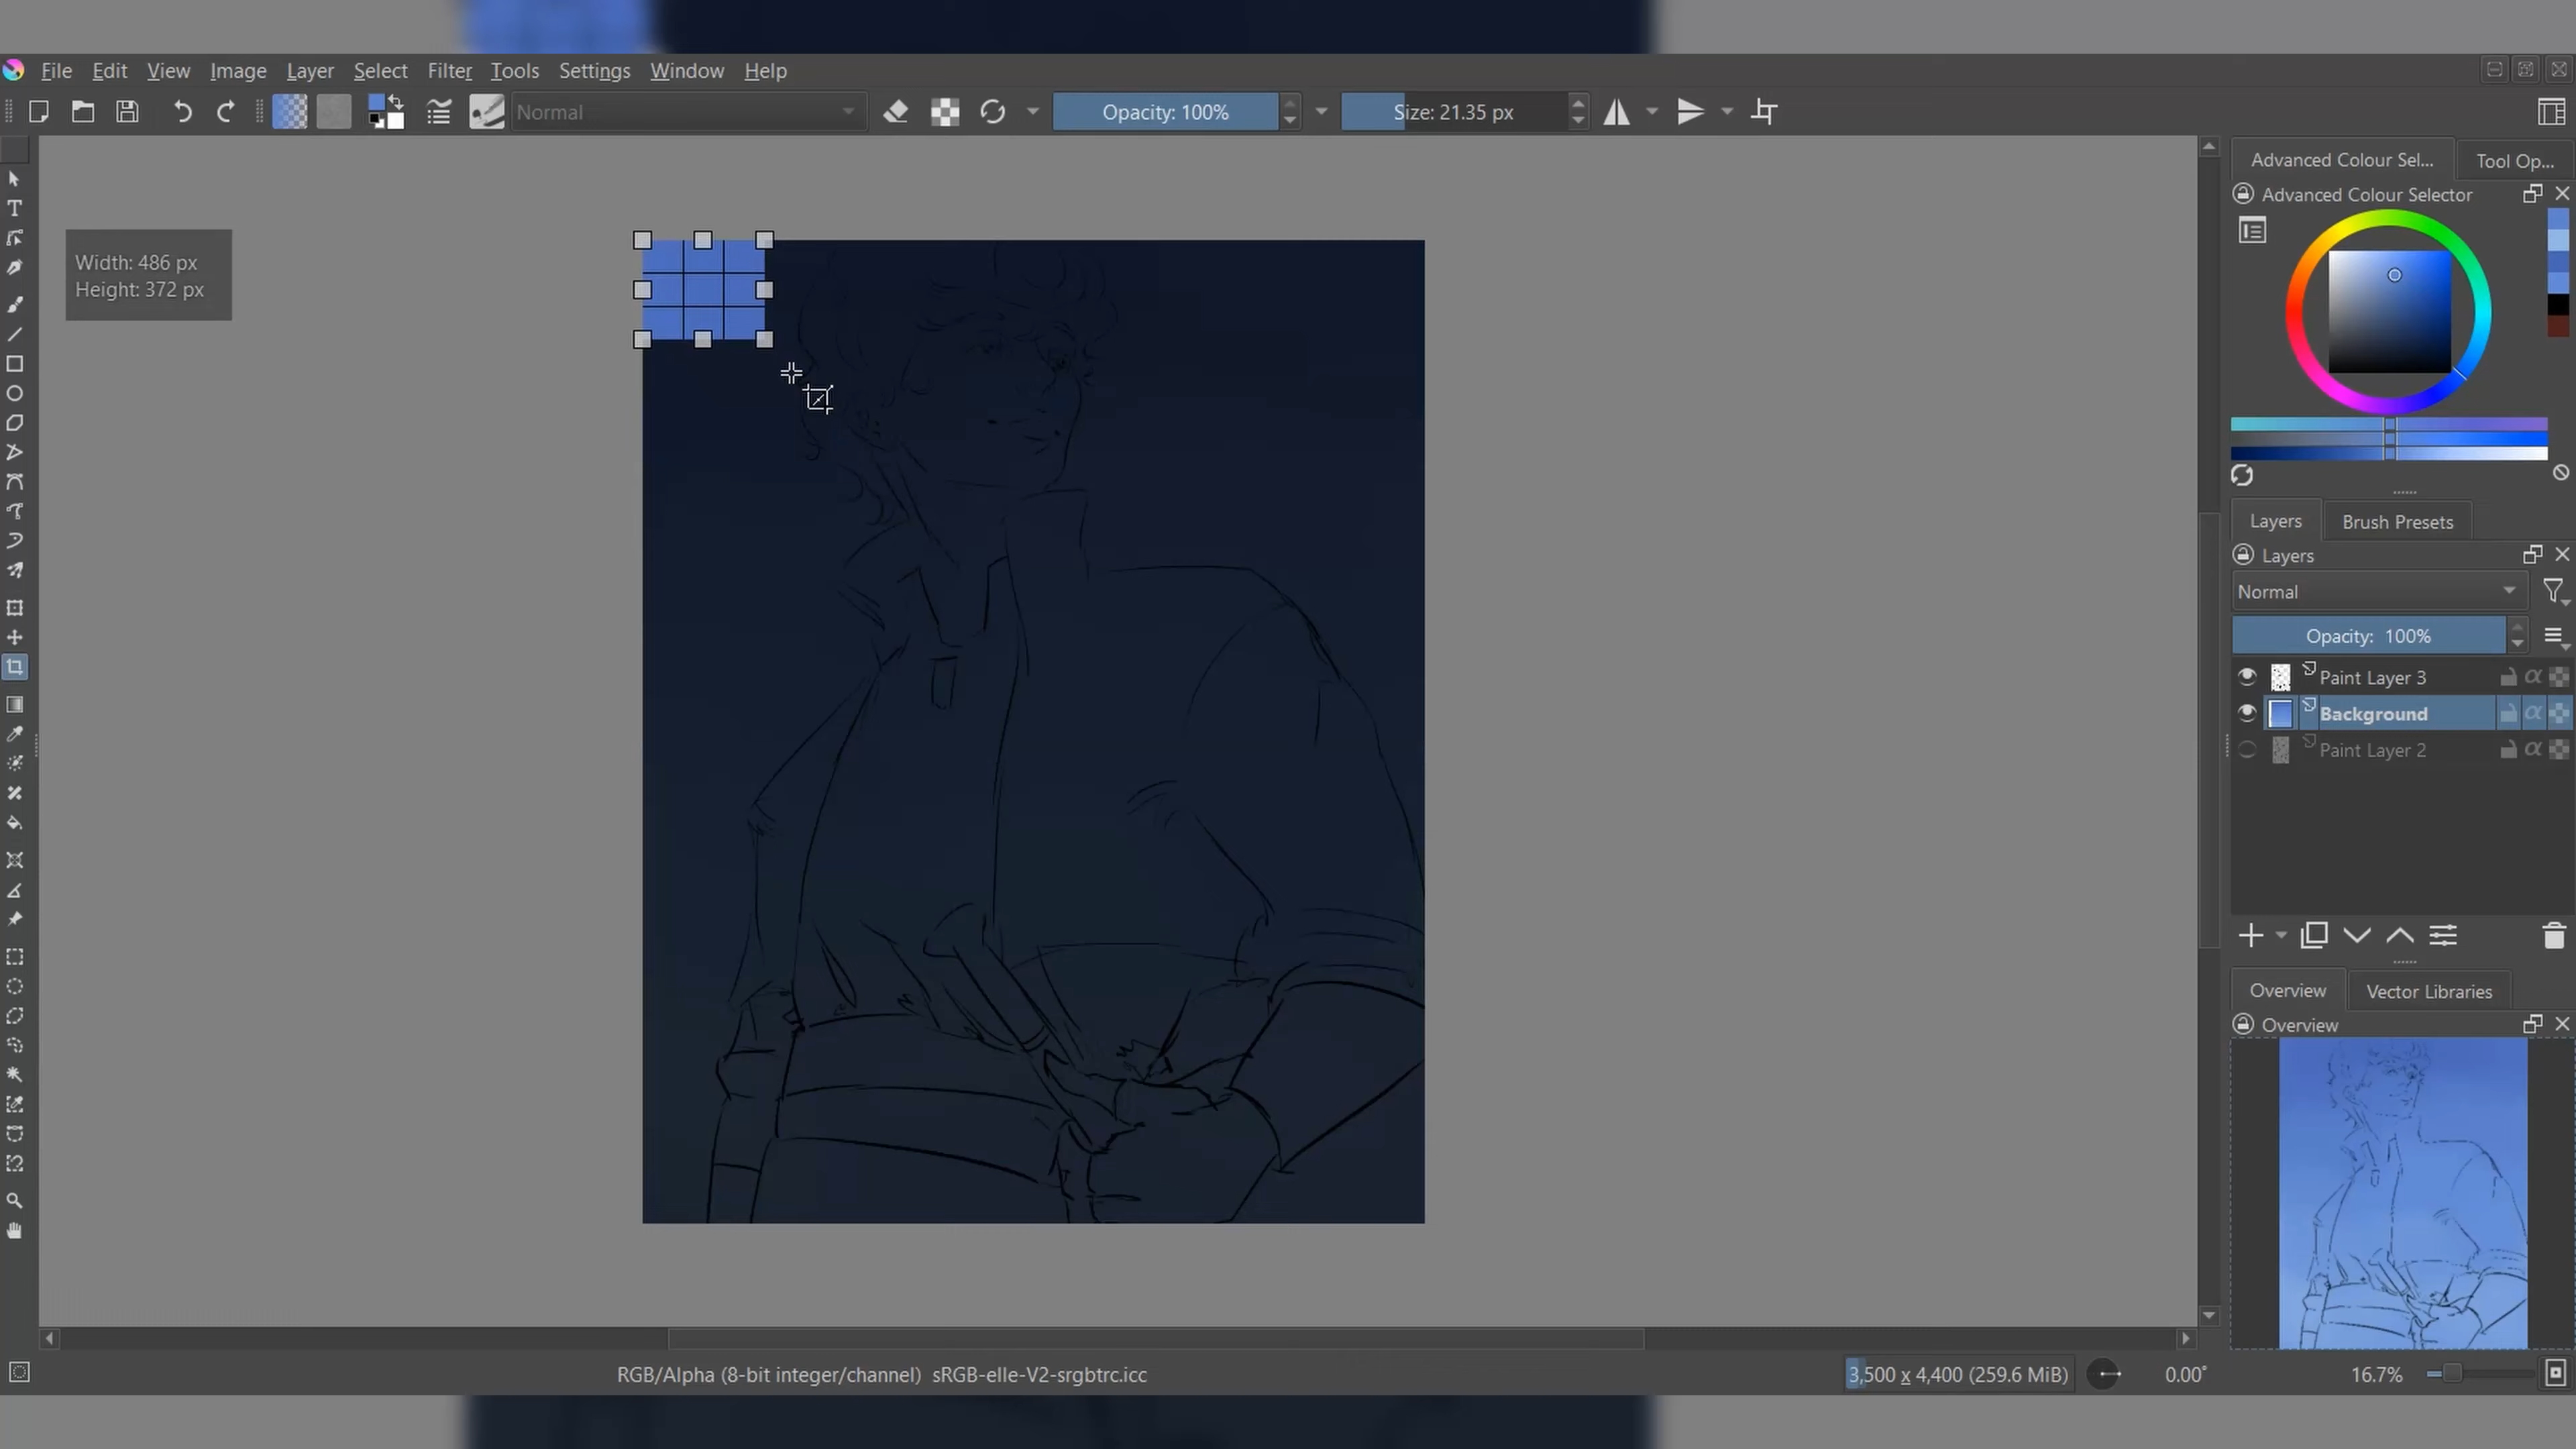 File Edit View Image Layer Select Filter Tools Settings Window Help
Normal Opacity: 100% Size: 21.35 px
Advanced Colour Sel... Tool Op...
Advanced Colour Selector
Width: 486 px
Height: 372 px
Layers Brush Presets
Layers
Normal
Opacity: 100%
Paint Layer 3
Background
Paint Layer 2
Overview Vector Libraries
Overview
RGB/Alpha (8-bit integer/channel) sRGB-elle-V2-srgbtrc.icc 3,500 x 4,400 (259.6 MiB) 0.00° 16.7%